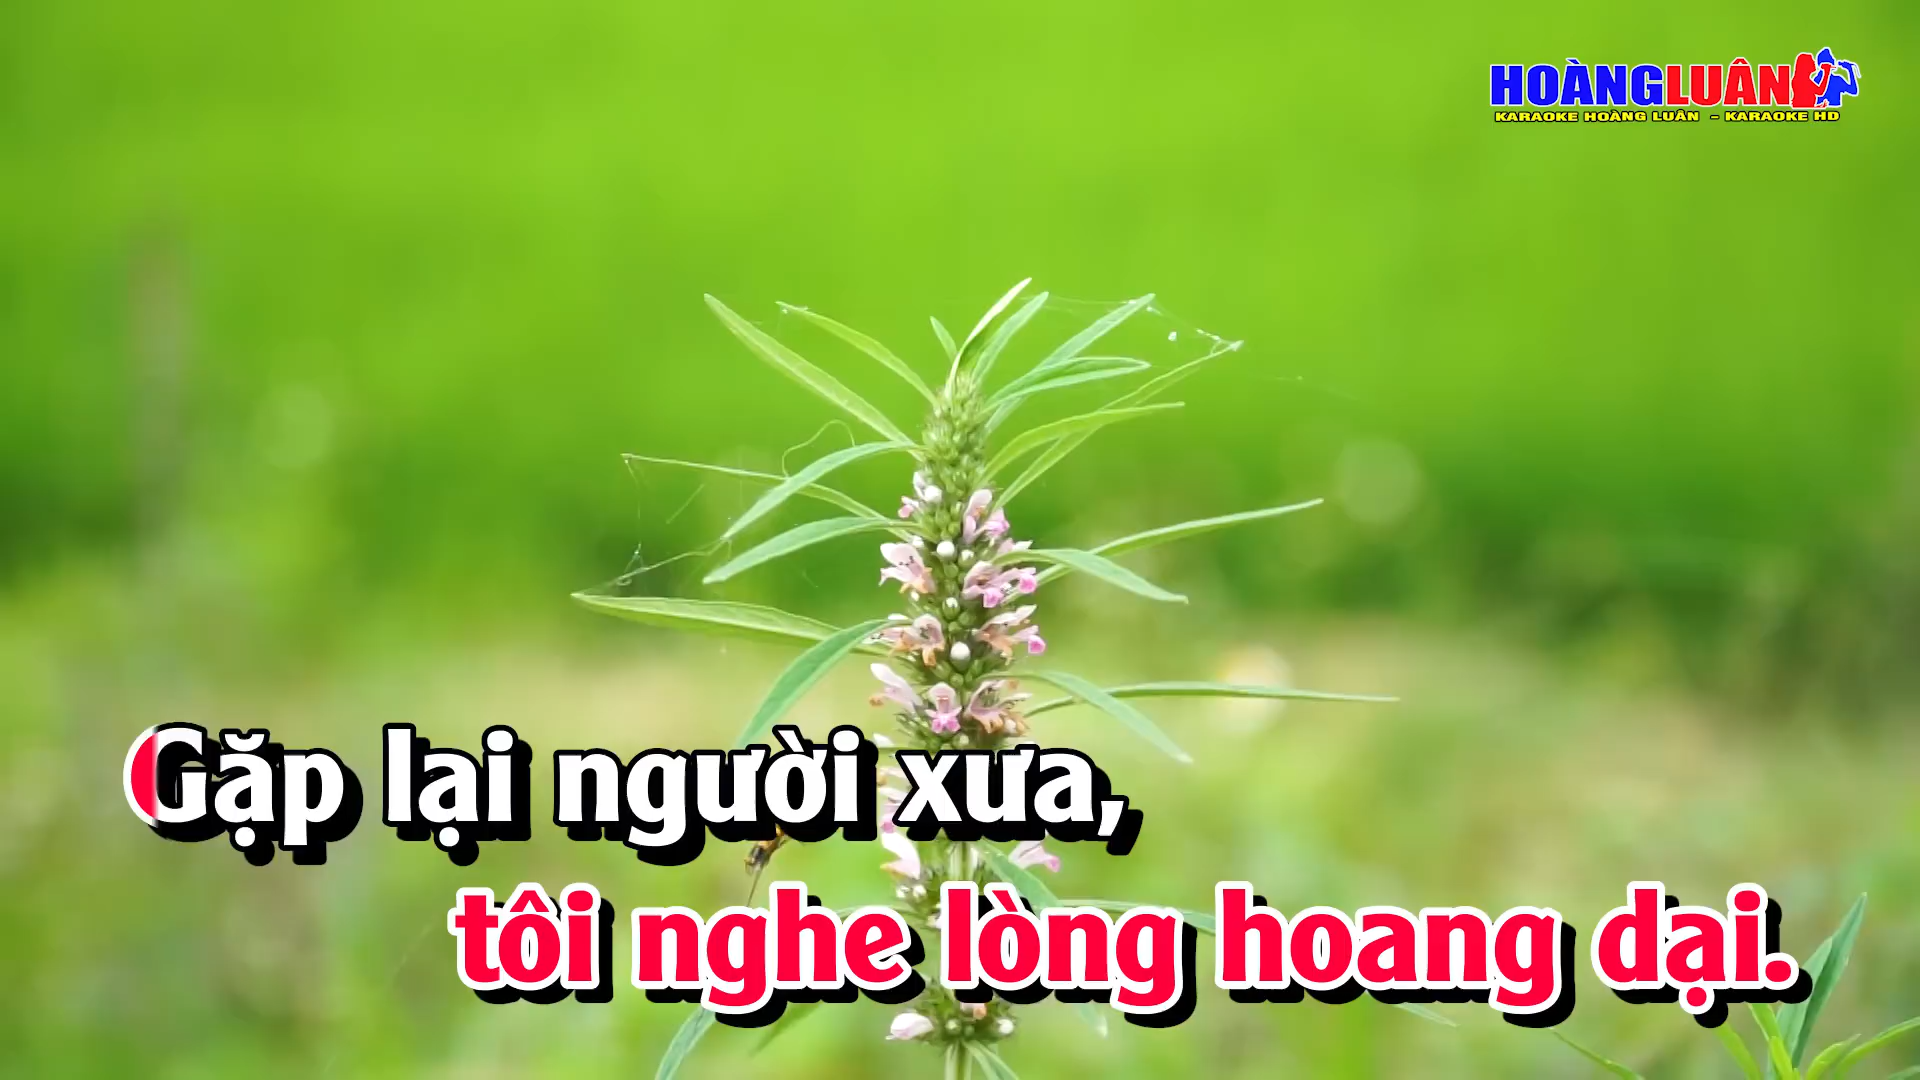 HOÀNGLUÂN
KARAOKE HOÀNG LUÂN - KARAOKE HD
Gặp lại người xưa,
tôi nghe lòng hoang dại.